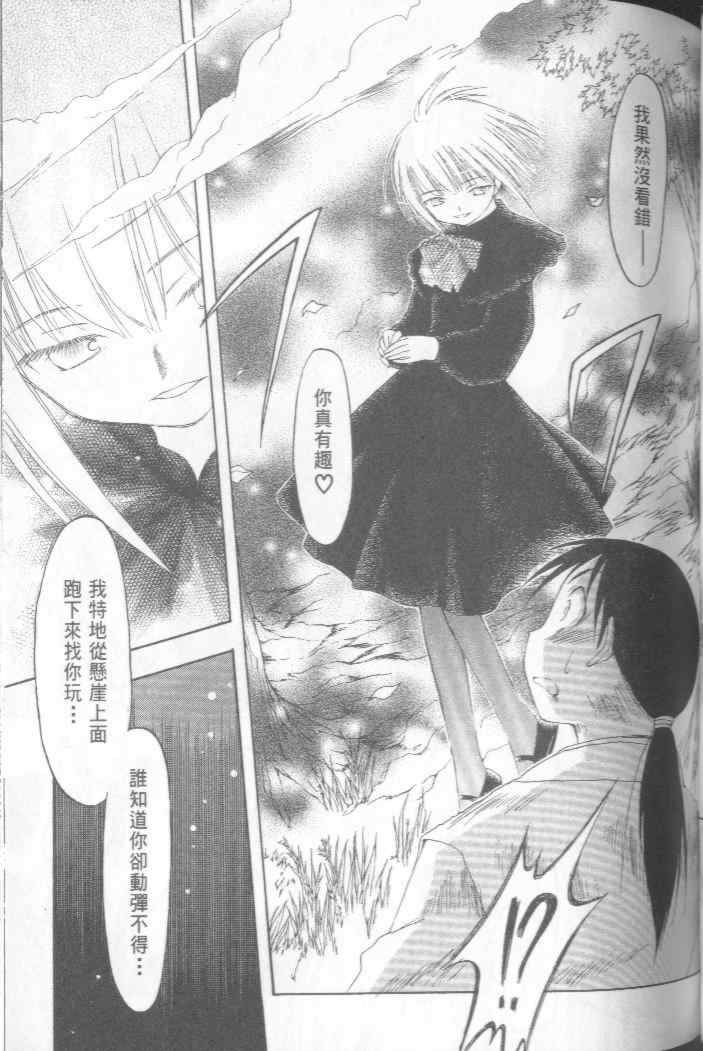 我果然沒看錯——
你真有趣♡
!?
我特地從懸崖上面
跑下來找你玩…
誰知道你卻動彈不得…